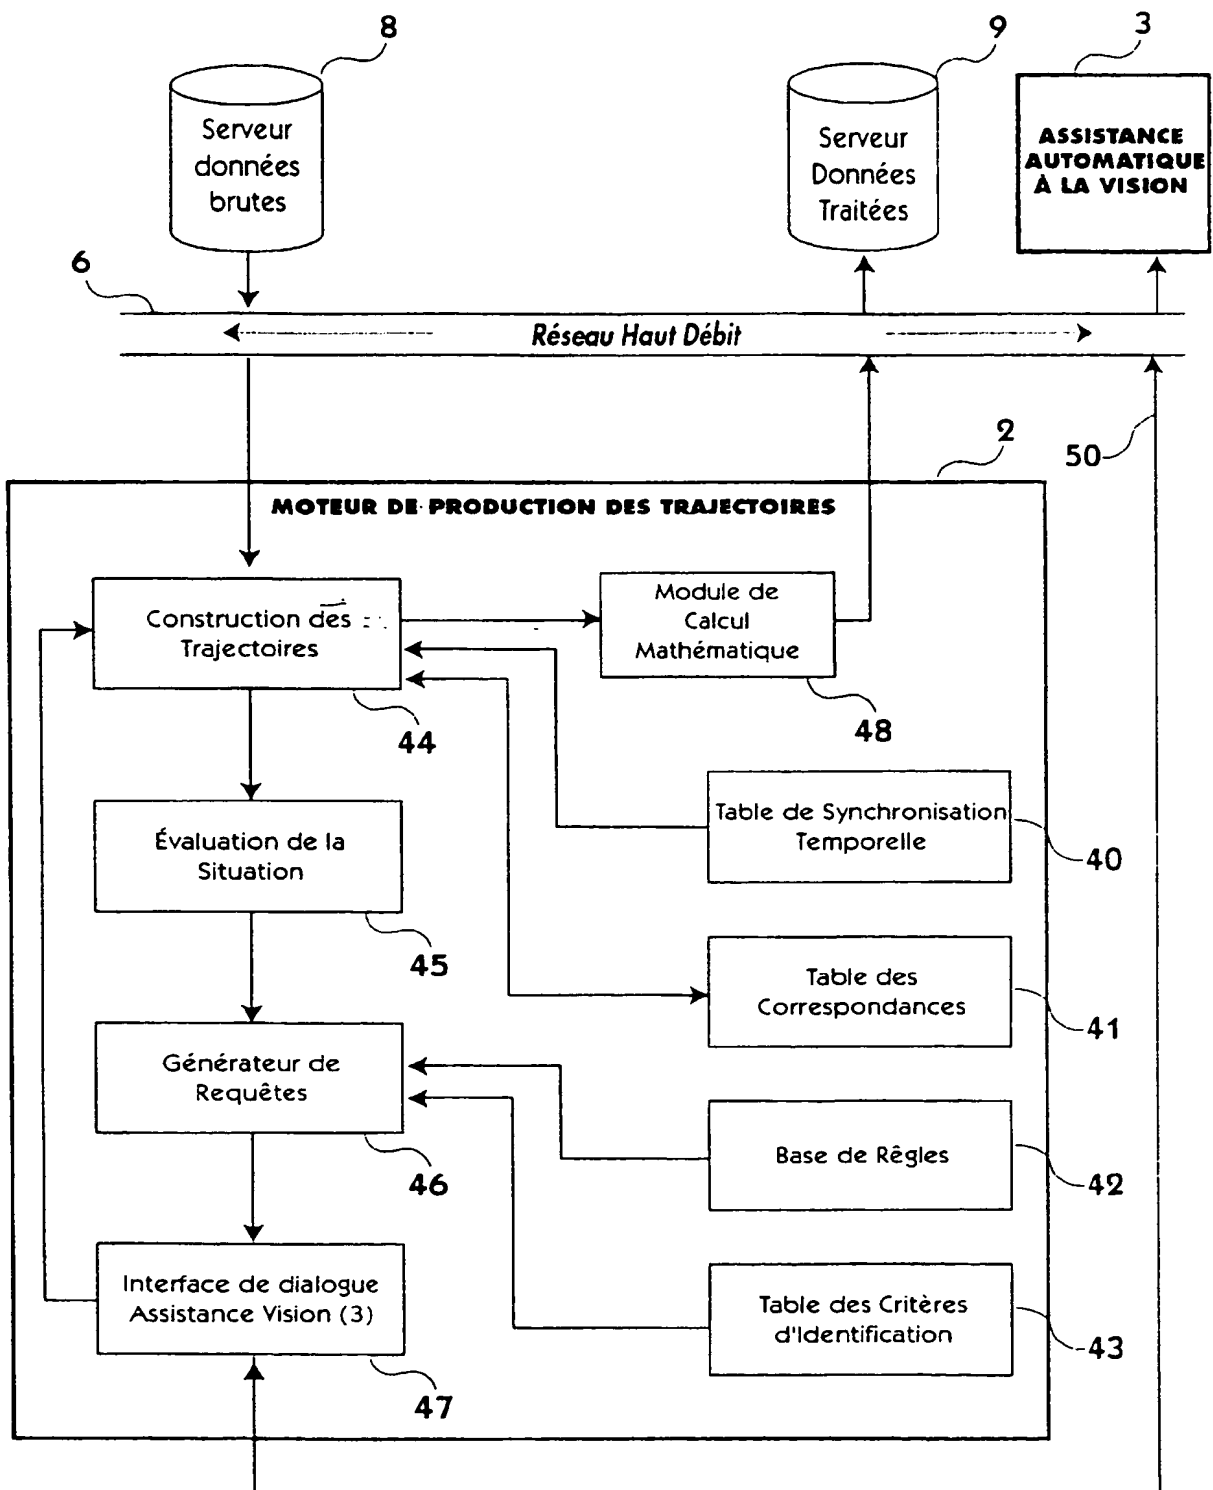 8
9
3
Serveur
données
brutes
Serveur
Données
Traitées
ASSISTANCE
AUTOMATIQUE
À LA VISION
6
Réseau Haut Débit
2
50
MOTEUR DE PRODUCTION DES TRAJECTOIRES
Construction des
Trajectoires
44
Module de
Calcul
Mathématique
48
Table de Synchronisation
Temporelle
40
Évaluation de la
Situation
45
Table des
Correspondances
41
Générateur de
Requêtes
46
Base de Rêgles
42
Interface de dialogue
Assistance Vision (3)
47
Table des Critères
d'Identification
43